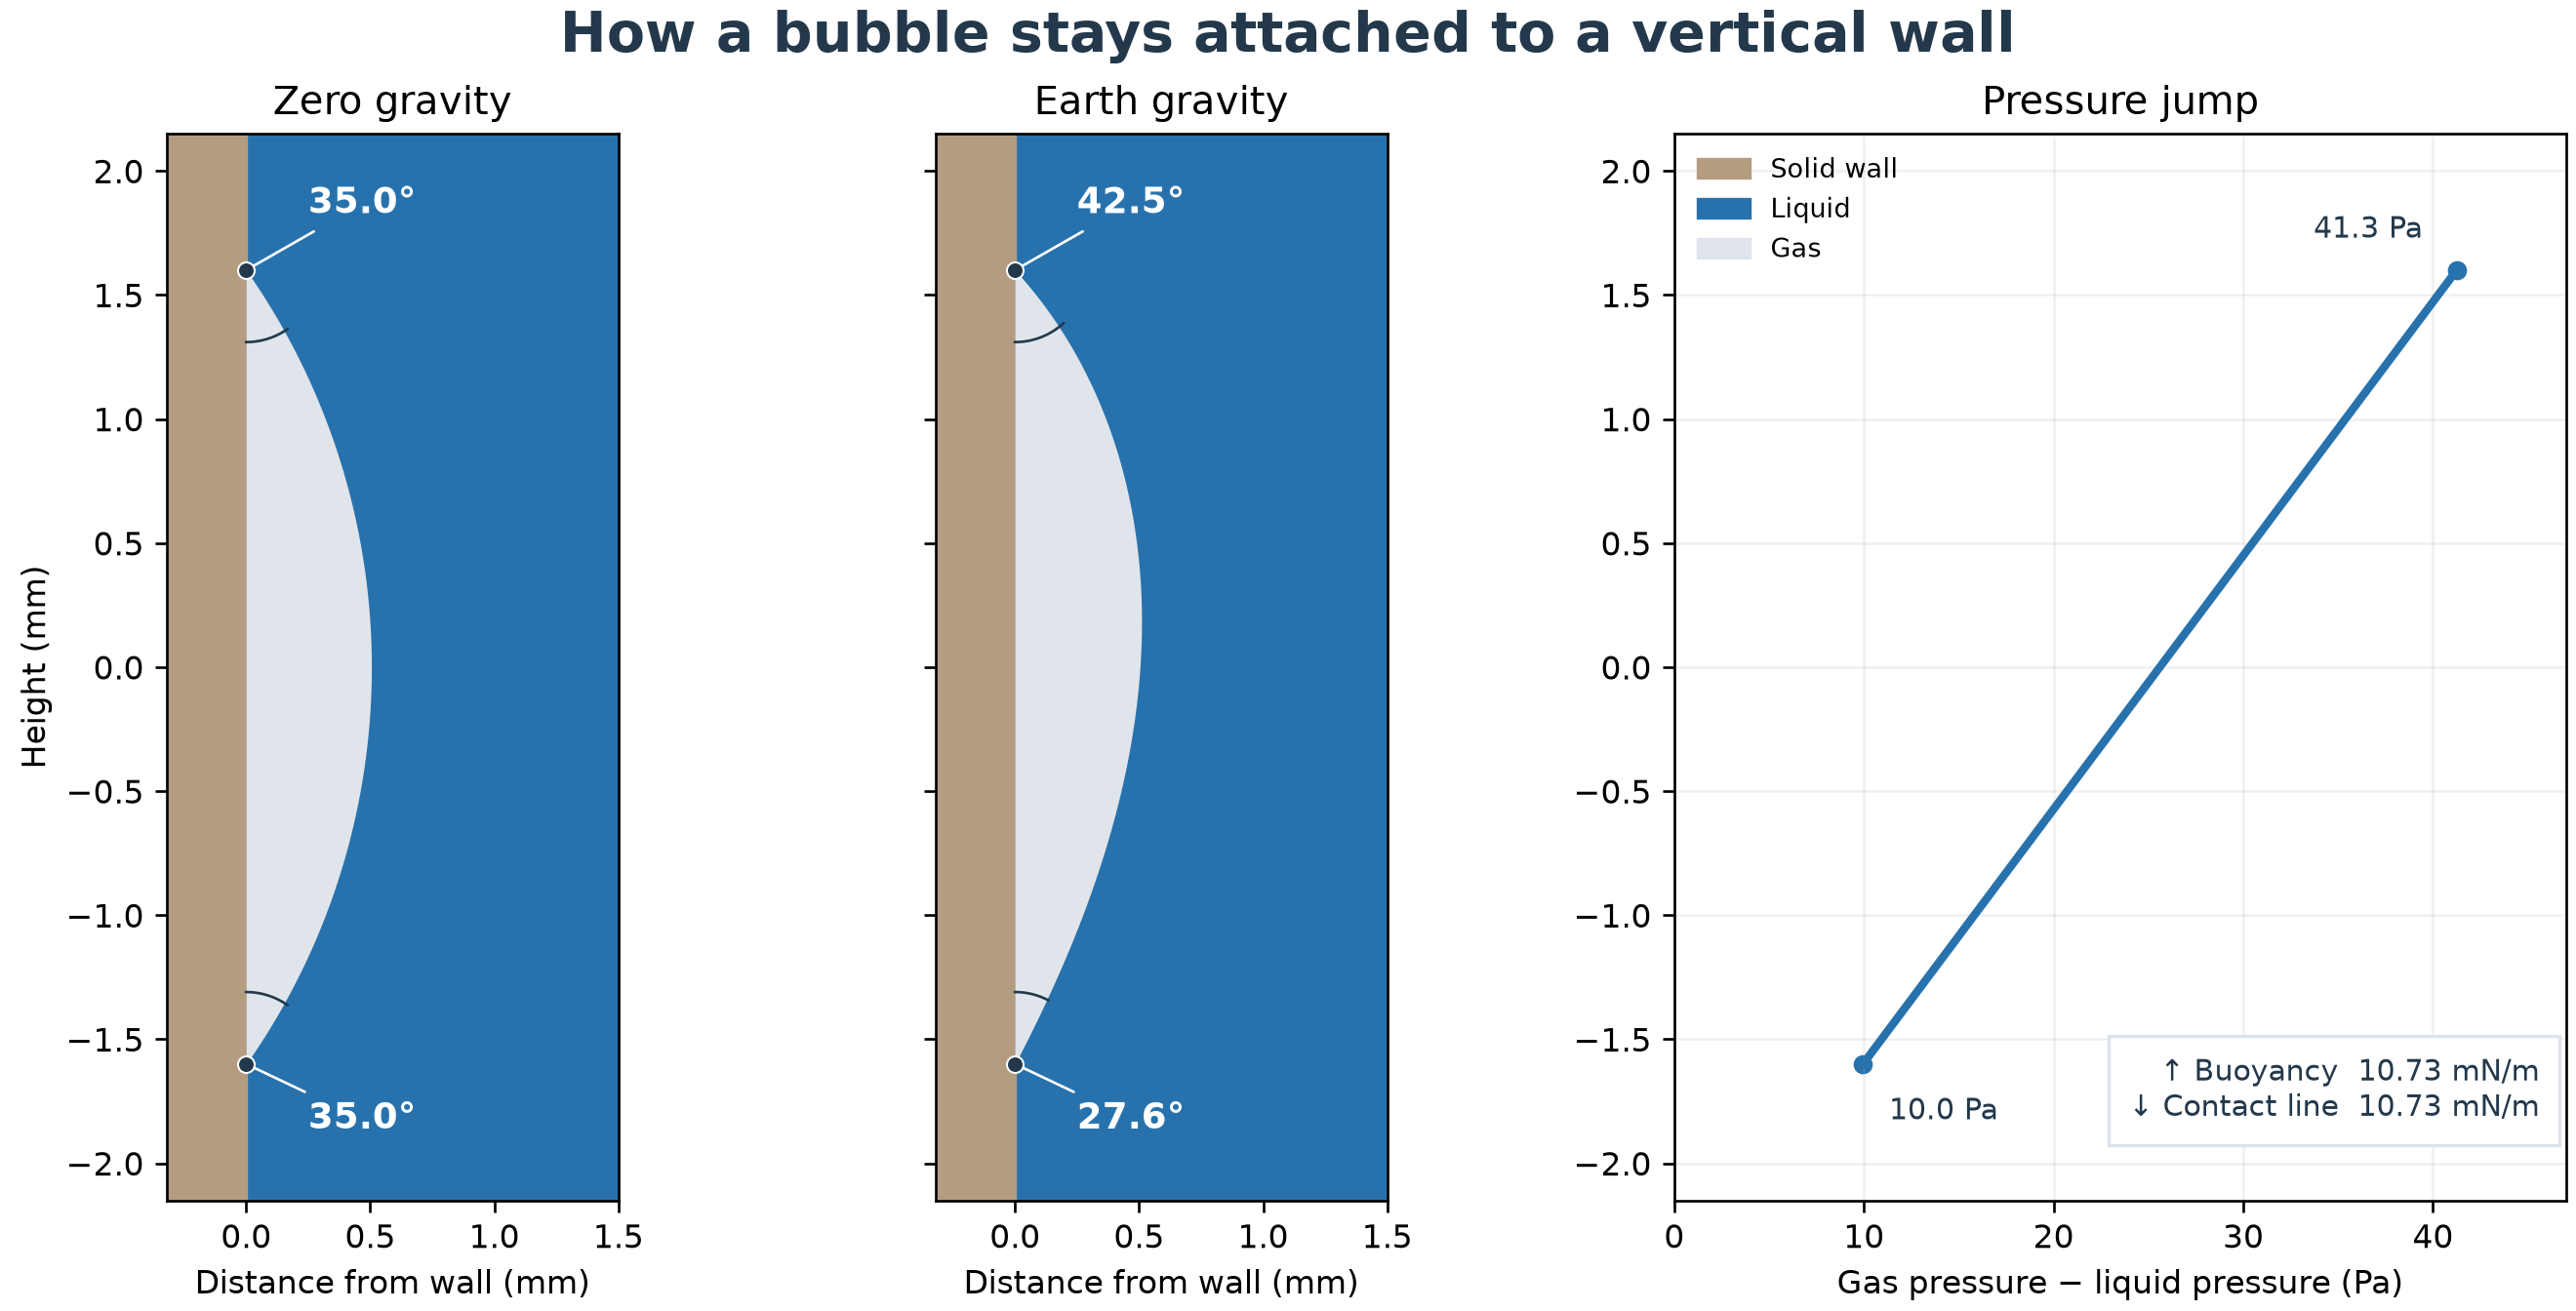 How a bubble stays attached to a vertical wall
Zero gravity
Height (mm)
2.0
1.5
1.0
0.5
0.0
−0.5
−1.0
−1.5
−2.0
35.0°
35.0°
0.0 0.5 1.0 1.5
Distance from wall (mm)
Earth gravity
42.5°
27.6°
0.0 0.5 1.0 1.5
Distance from wall (mm)
Pressure jump
2.0
1.5
1.0
0.5
0.0
−0.5
−1.0
−1.5
−2.0
Solid wall
Liquid
Gas
41.3 Pa
10.0 Pa
↑ Buoyancy 10.73 mN/m
↓ Contact line 10.73 mN/m
0 10 20 30 40
Gas pressure − liquid pressure (Pa)